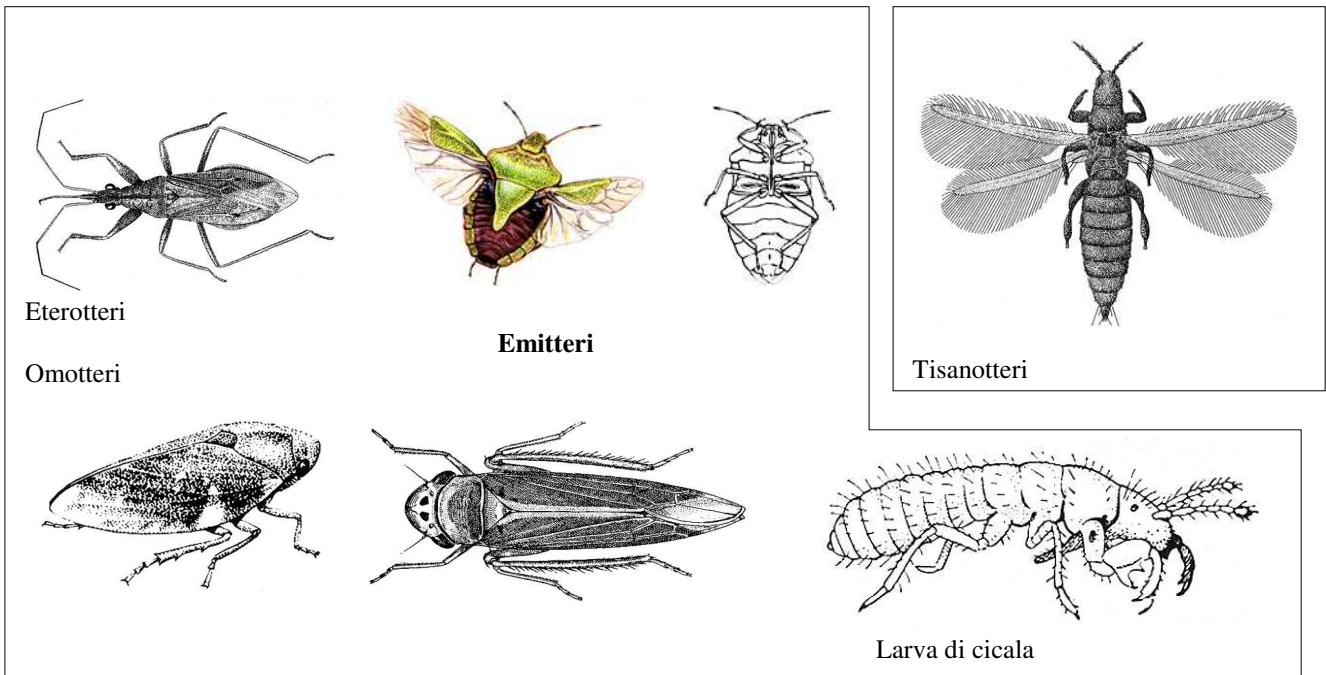 Eterotteri
Emitteri
Omotteri
Tisanotteri
Larva di cicala